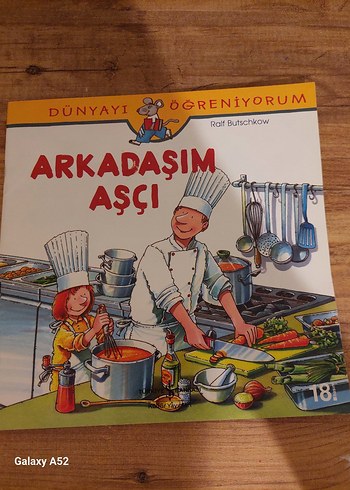 DÜNYAYI ÖĞRENİYORUM
Ralf Butschkow
ARKADAŞIM
AŞÇI
18.
Galaxy A52